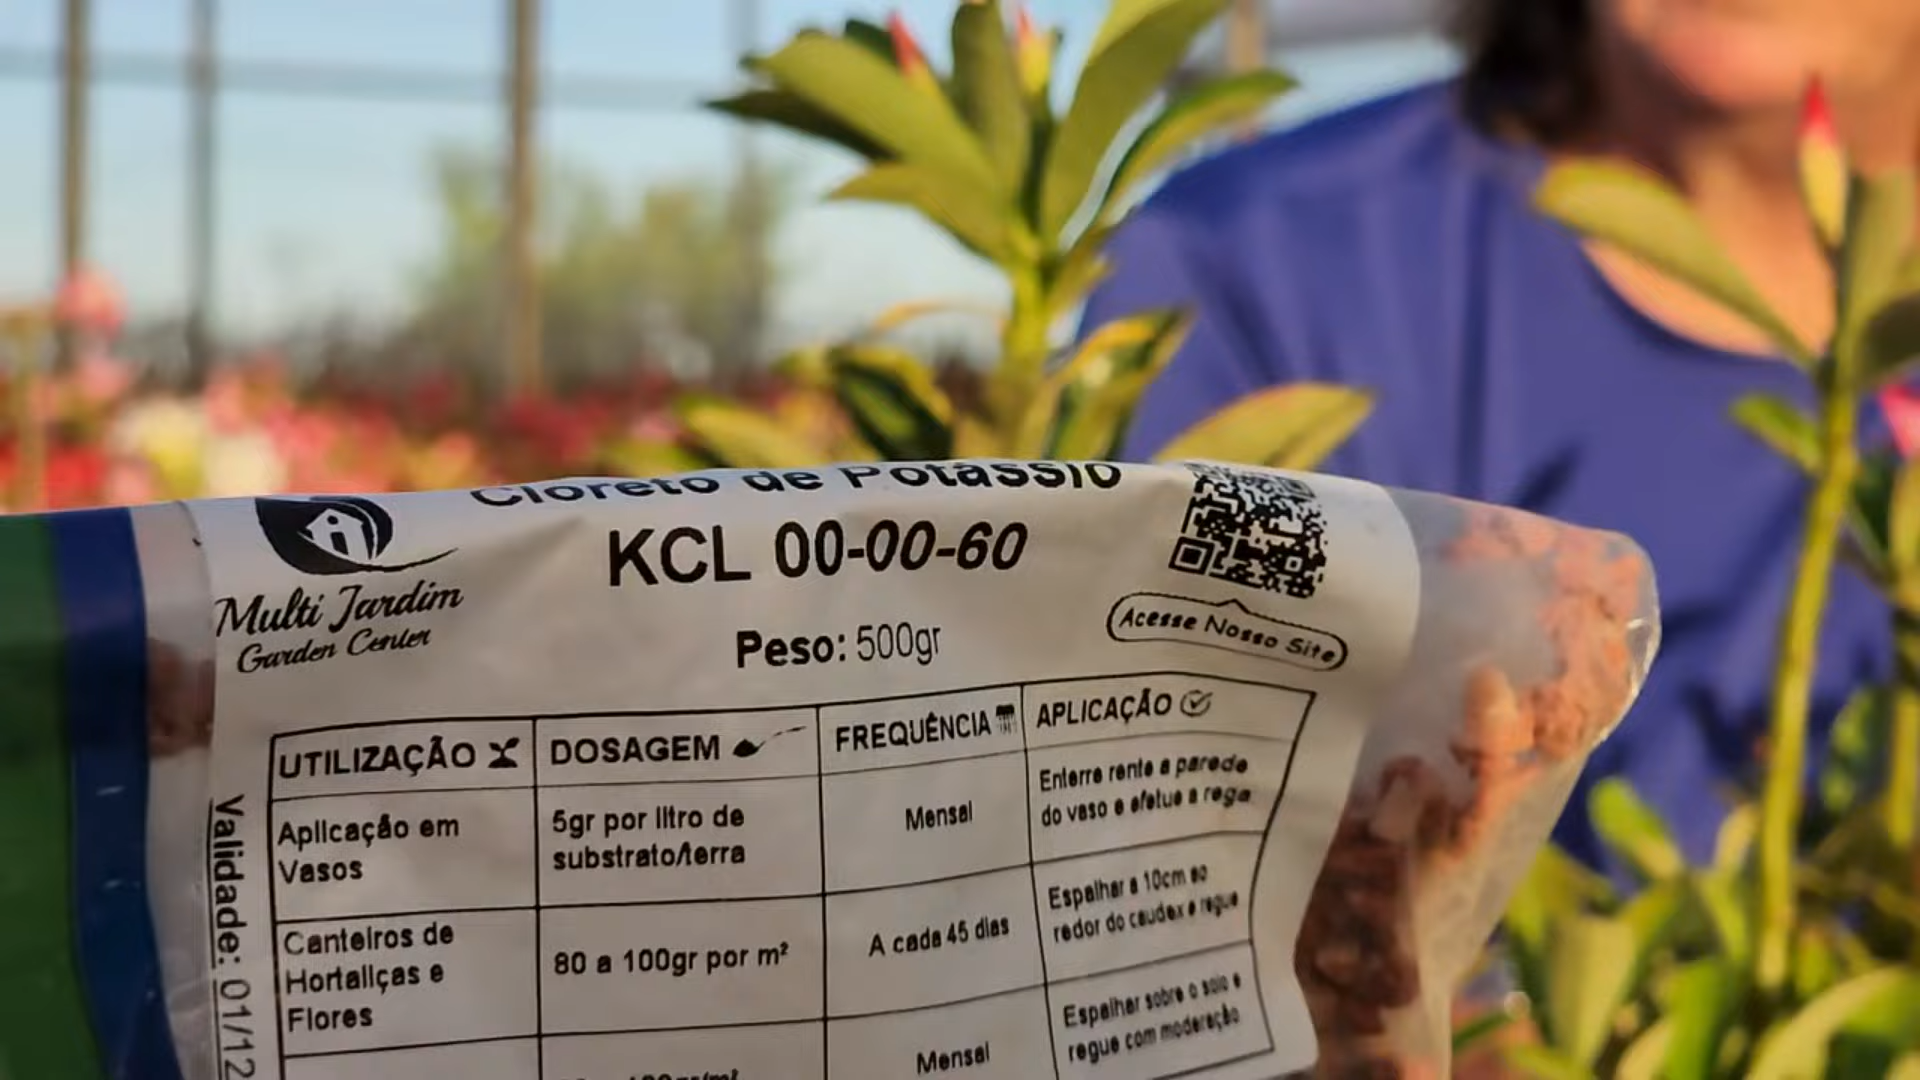 Cloreto de Potássio
KCL 00-00-60
Multi Jardim
Garden Center
Peso: 500gr
Acesse Nosso Site
UTILIZAÇÃO
DOSAGEM
FREQUÊNCIA
APLICAÇÃO
Aplicação em
Vasos
5gr por litro de
substrato/terra
Mensal
Enterre rente a parede
do vaso e efetue a rega
Canteiros de
Hortaliças e
Flores
80 a 100gr por m²
A cada 45 dias
Espalhar a 10cm ao
redor do caudex e regue
Mensal
Espalhar sobre o solo e
regue com moderação
Validade: 01/12